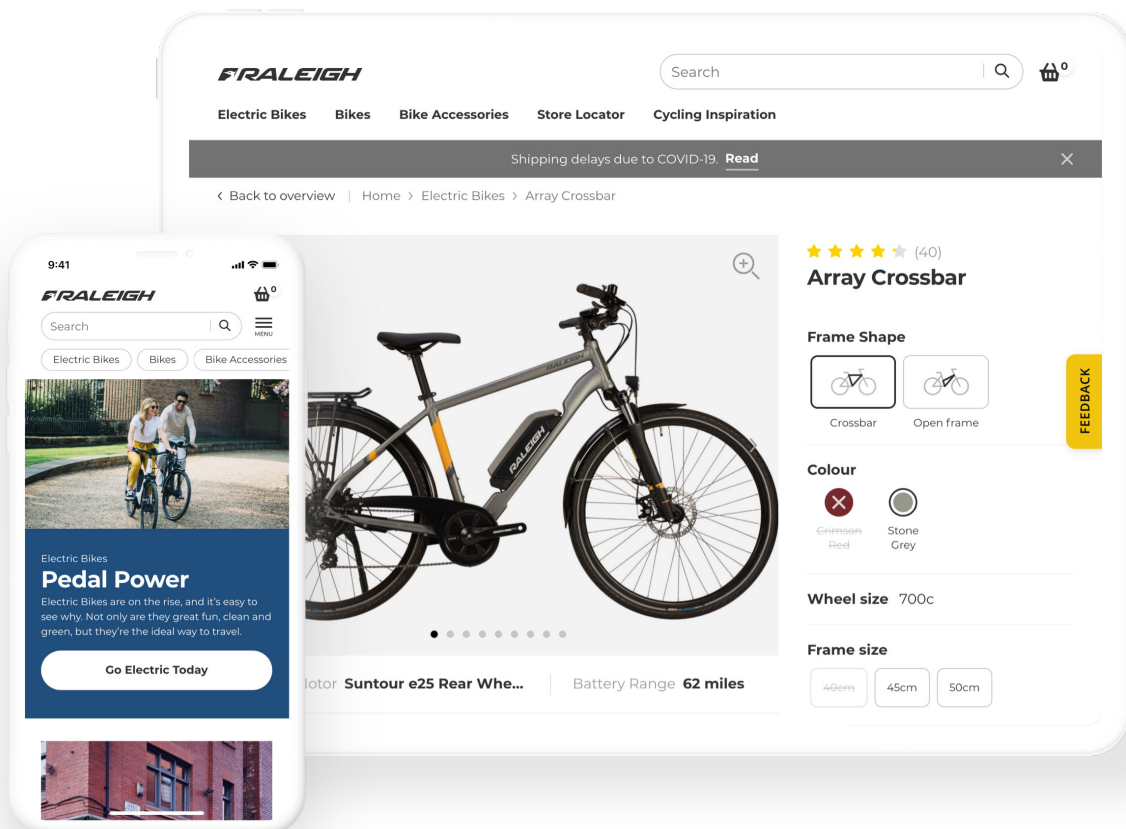 RALEIGH
Search
0
Electric Bikes Bikes Bike Accessories Store Locator Cycling Inspiration
Shipping delays due to COVID-19. Read
Back to overview | Home > Electric Bikes > Array Crossbar
(40)
Array Crossbar
Frame Shape
Crossbar Open frame
Colour
Crimson Red
Stone Grey
Wheel size 700c
Frame size
40cm 45cm 50cm
FEEDBACK
RALEIGH
RALEIGH
Suntour e25 Rear Whe... Battery Range 62 miles
9:41
RALEIGH
0
Search
MENU
Electric Bikes Bikes Bike Accessories
Electric Bikes
Pedal Power
Electric Bikes are on the rise, and it's easy to
see why. Not only are they great fun, clean and
green, but they're the ideal way to travel.
Go Electric Today